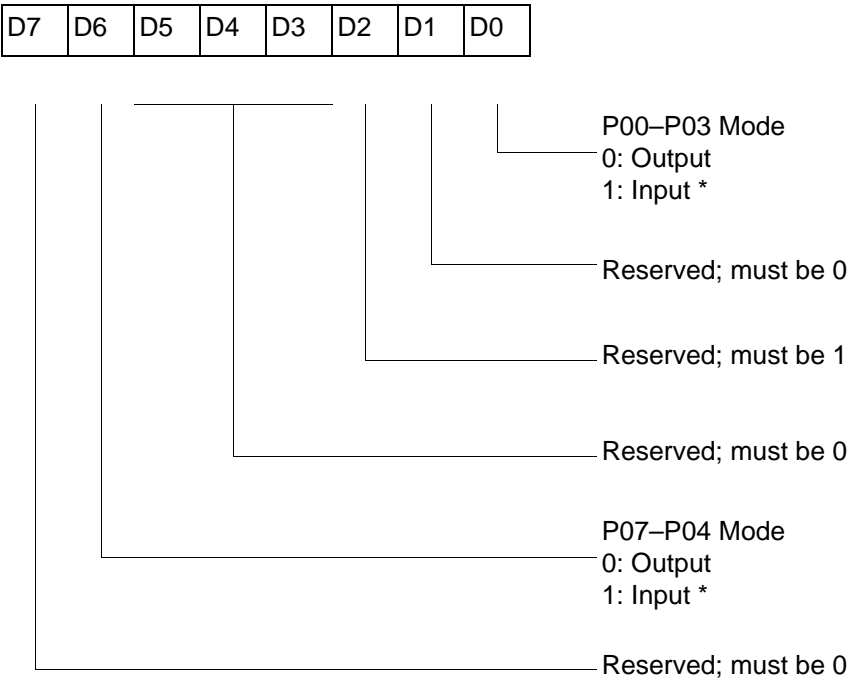 D7 D6 D5 D4 D3 D2 D1 D0
P00–P03 Mode
0: Output
1: Input *
Reserved; must be 0
Reserved; must be 1
Reserved; must be 0
P07–P04 Mode
0: Output
1: Input *
Reserved; must be 0